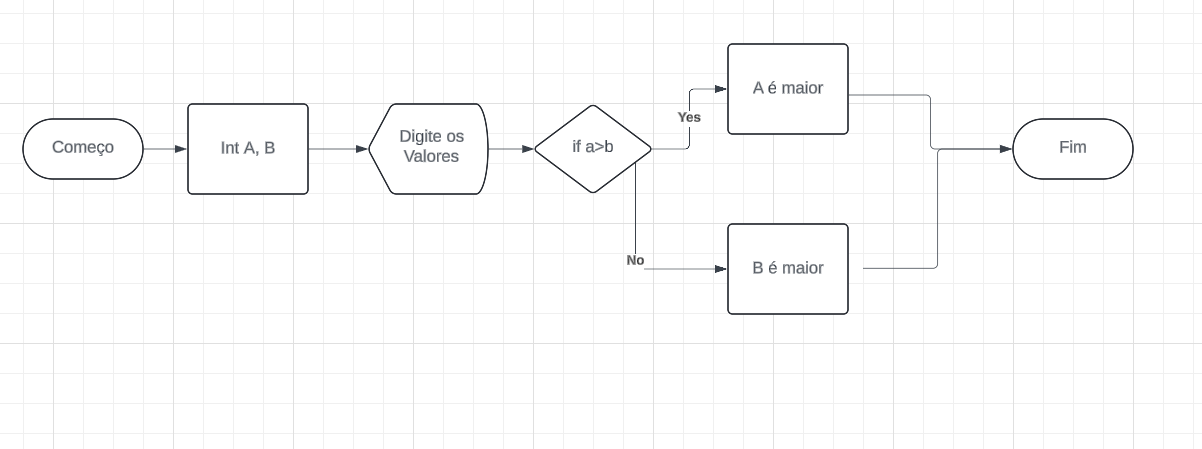 Começo
Int A, B
Digite os
Valores
if a>b
Yes
A é maior
No
B é maior
Fim